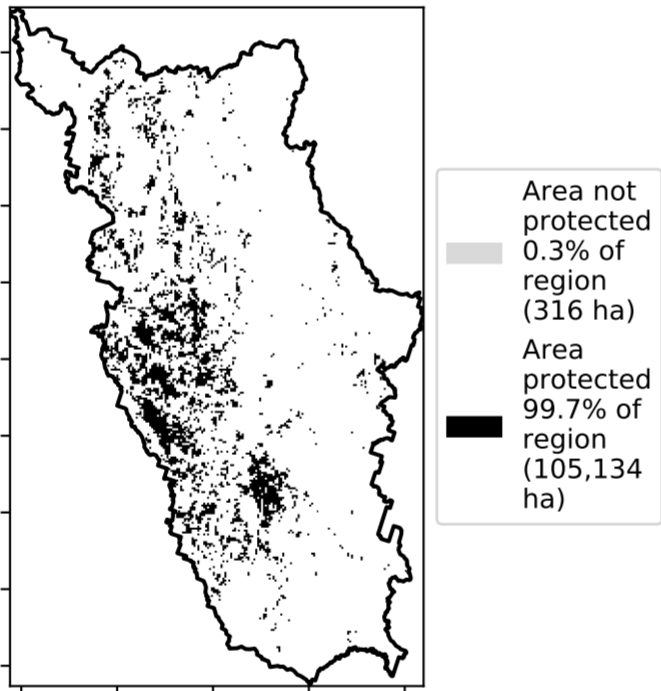 Area not
protected
0.3% of
region
(316 ha)
Area
protected
99.7% of
region
(105,134
ha)